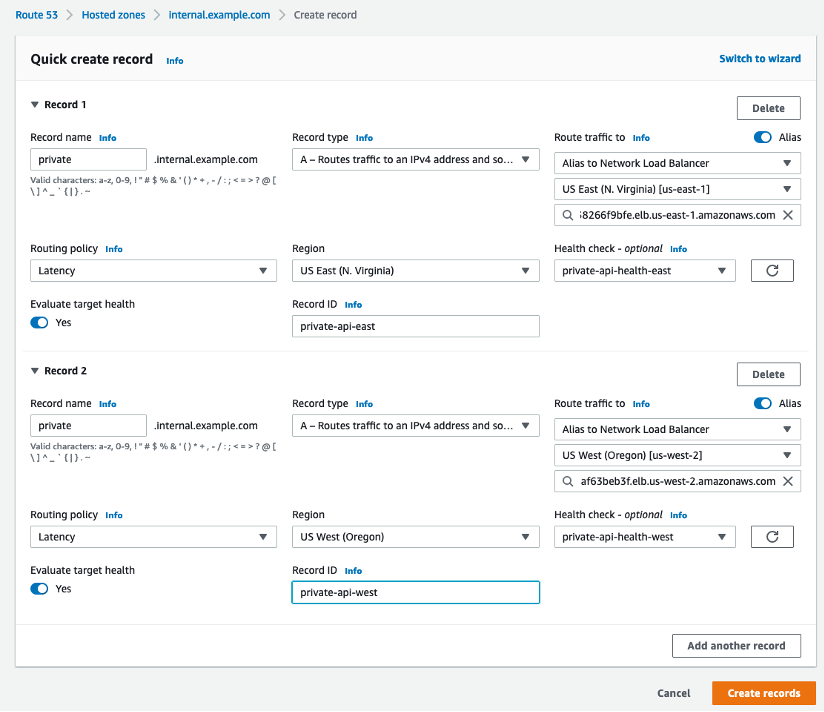 Route 53 > Hosted zones > internal.example.com > Create record
Quick create record Info
Switch to wizard
Record 1
Delete
Record name Info
private .internal.example.com
Valid characters: a-z, 0-9, ! " # $ % & ' ( ) * + , - / : ; < = > ? @ [
\ ] ^ _ ` { | } . ~
Record type Info
A – Routes traffic to an IPv4 address and so...
Route traffic to Info
Alias
Alias to Network Load Balancer
US East (N. Virginia) [us-east-1]
8266f9bfe.elb.us-east-1.amazonaws.com
Routing policy Info
Latency
Region
US East (N. Virginia)
Health check - optional Info
private-api-health-east
Evaluate target health
Yes
Record ID Info
private-api-east
Record 2
Delete
Record name Info
private .internal.example.com
Valid characters: a-z, 0-9, ! " # $ % & ' ( ) * + , - / : ; < = > ? @ [
\ ] ^ _ ` { | } . ~
Record type Info
A – Routes traffic to an IPv4 address and so...
Route traffic to Info
Alias
Alias to Network Load Balancer
US West (Oregon) [us-west-2]
af63beb3f.elb.us-west-2.amazonaws.com
Routing policy Info
Latency
Region
US West (Oregon)
Health check - optional Info
private-api-health-west
Evaluate target health
Yes
Record ID Info
private-api-west
Add another record
Cancel
Create records